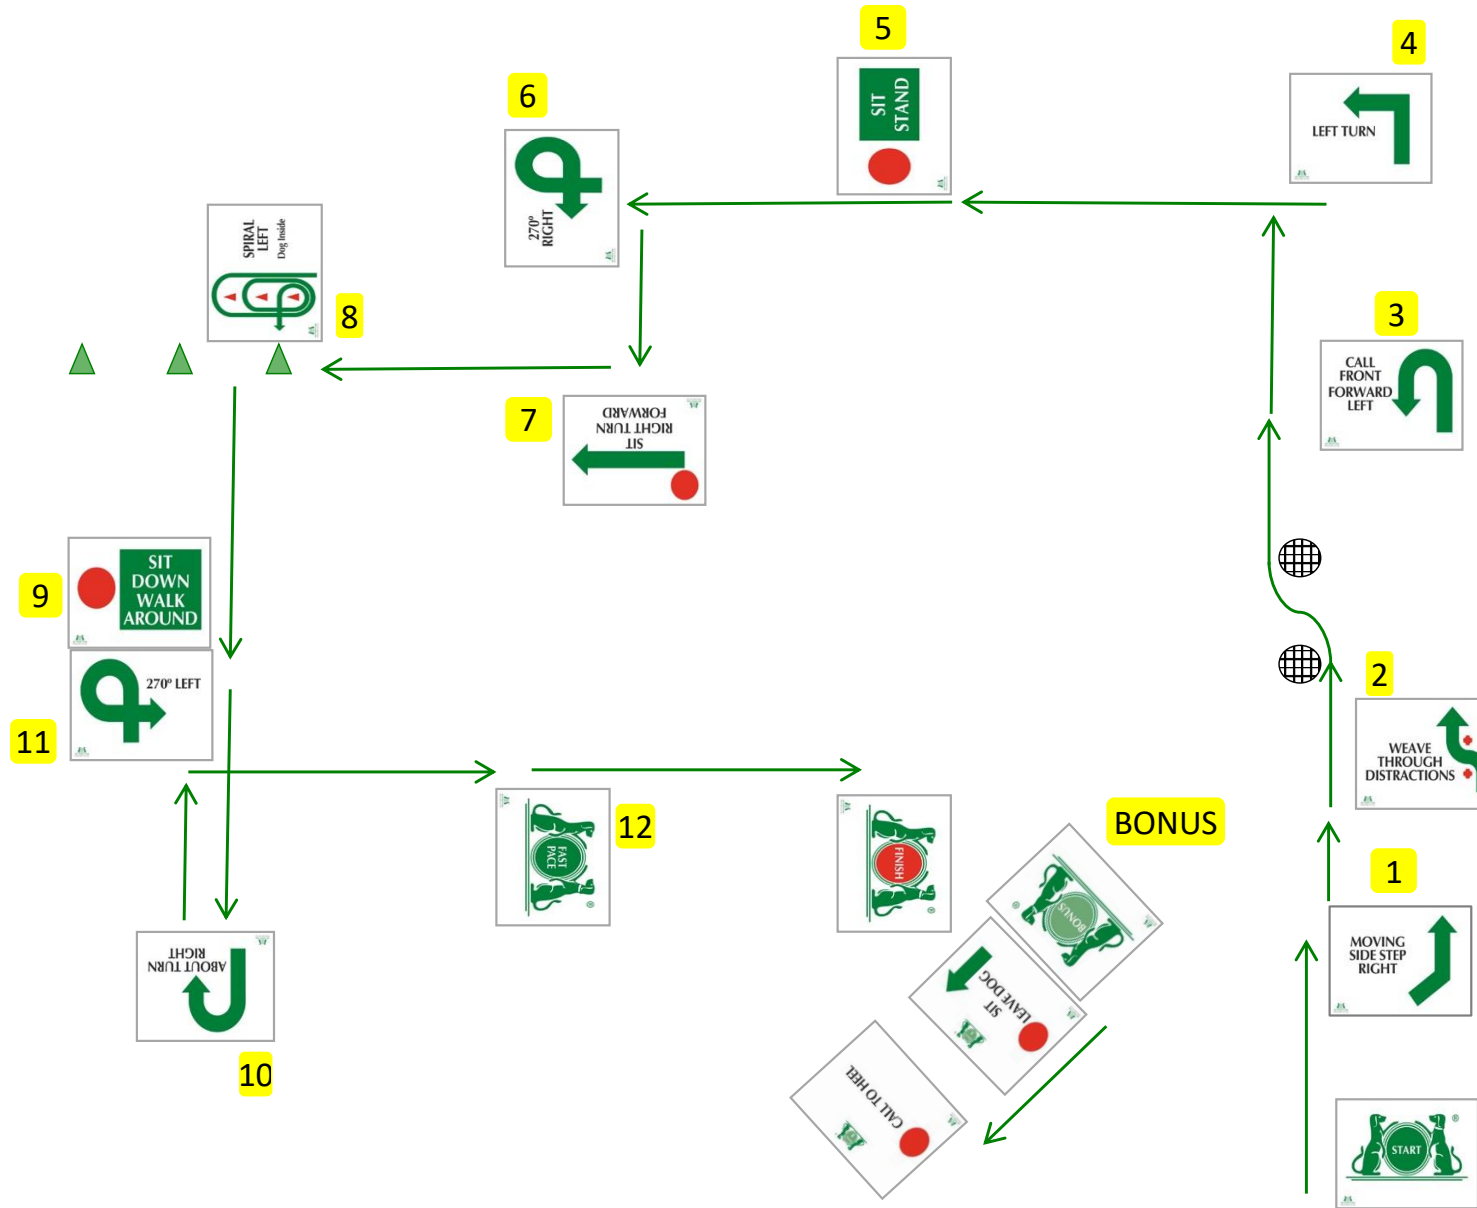 5
SIT
STAND
4
LEFT TURN
6
270º
RIGHT
SPIRAL
LEFT
Dog Inside
8
3
CALL
FRONT
FORWARD
LEFT
7
SIT
RIGHT TURN
FORWARD
9
SIT
DOWN
WALK
AROUND
11
270º LEFT
2
WEAVE
THROUGH
DISTRACTIONS
12
FAST
PACE
®
FINISH
®
BONUS
BONUS
®
1
MOVING
SIDE STEP
RIGHT
SIT
LEAVE DOG
CALL TO HEEL
ABOUT TURN
RIGHT
10
START
®